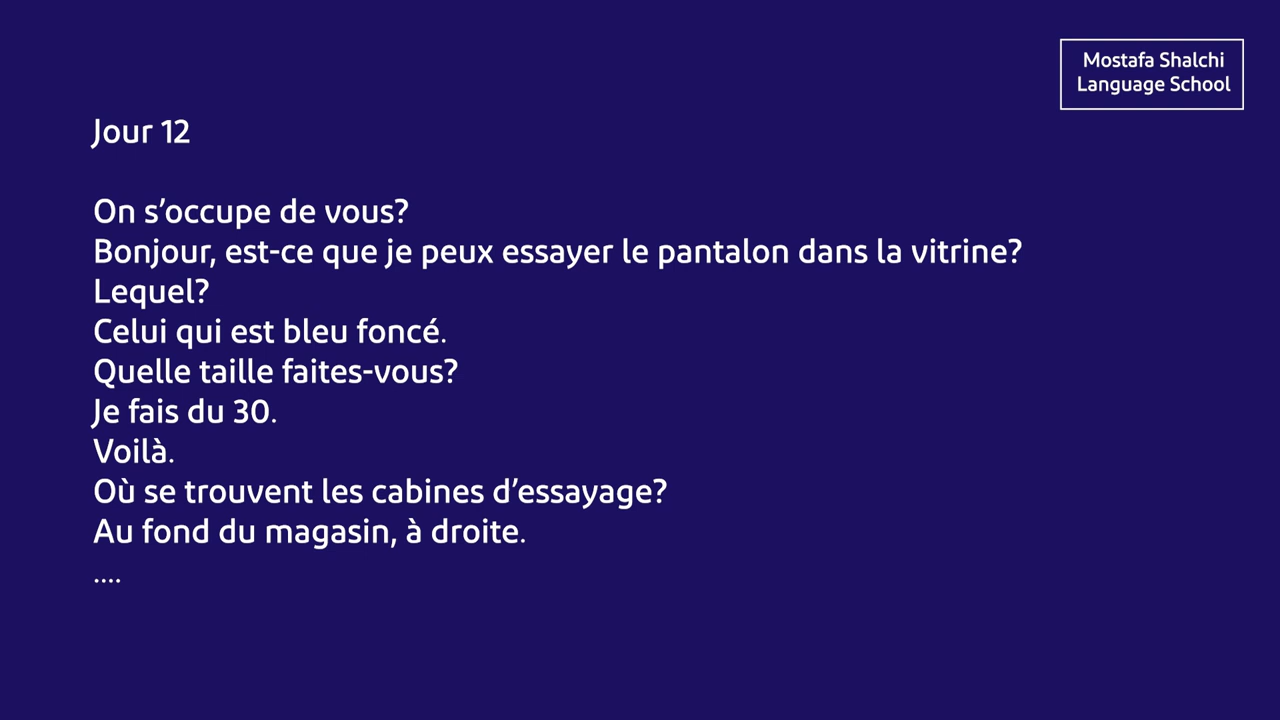 Mostafa Shalchi
Language School
Jour 12
On s’occupe de vous?
Bonjour, est-ce que je peux essayer le pantalon dans la vitrine?
Lequel?
Celui qui est bleu foncé.
Quelle taille faites-vous?
Je fais du 30.
Voilà.
Où se trouvent les cabines d’essayage?
Au fond du magasin, à droite.
....